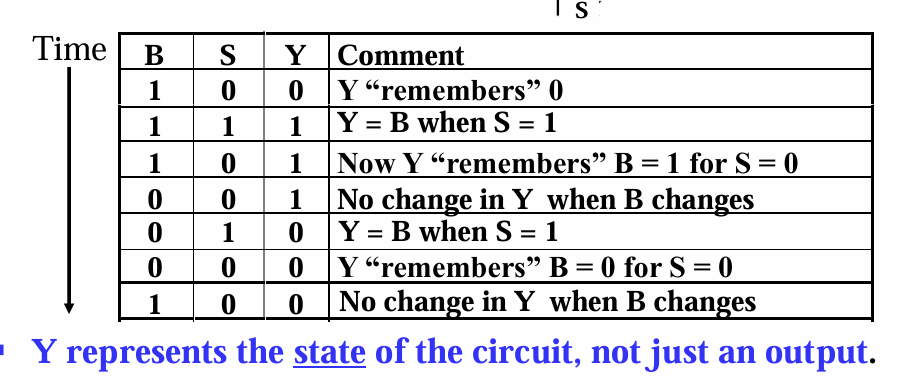 S
Time
B S Y Comment
1 0 0 Y “remembers” 0
1 1 1 Y = B when S = 1
1 0 1 Now Y “remembers” B = 1 for S = 0
0 0 1 No change in Y when B changes
0 1 0 Y = B when S = 1
0 0 0 Y “remembers” B = 0 for S = 0
1 0 0 No change in Y when B changes
Y represents the state of the circuit, not just an output.